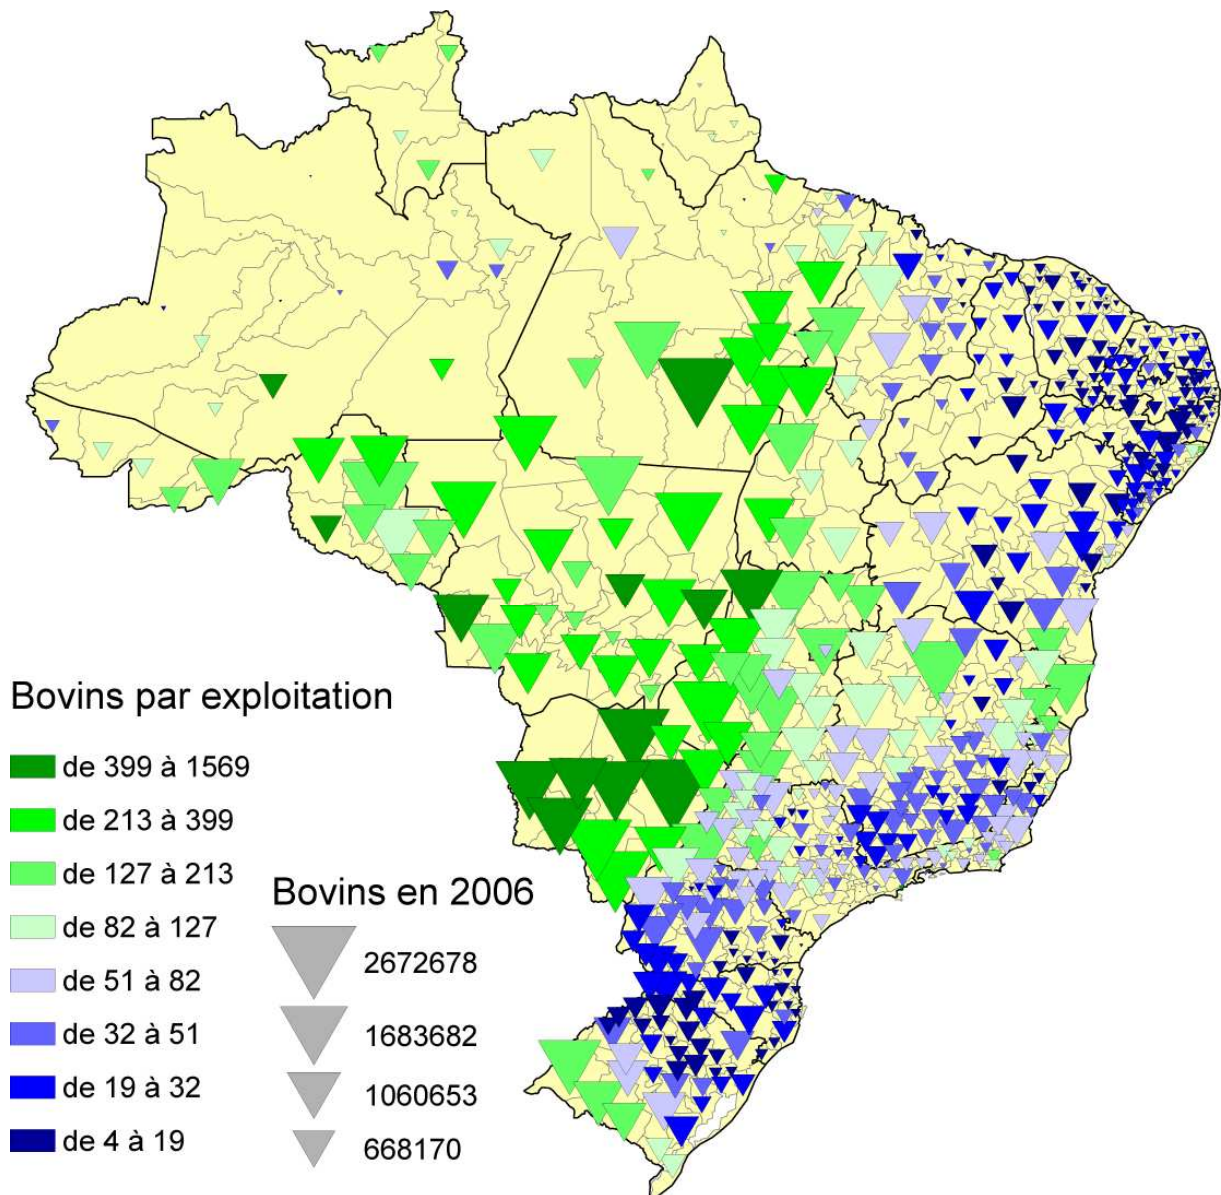 Bovins par exploitation
de 399 à 1569
de 213 à 399
de 127 à 213
de 82 à 127
de 51 à 82
de 32 à 51
de 19 à 32
de 4 à 19
Bovins en 2006
2672678
1683682
1060653
668170